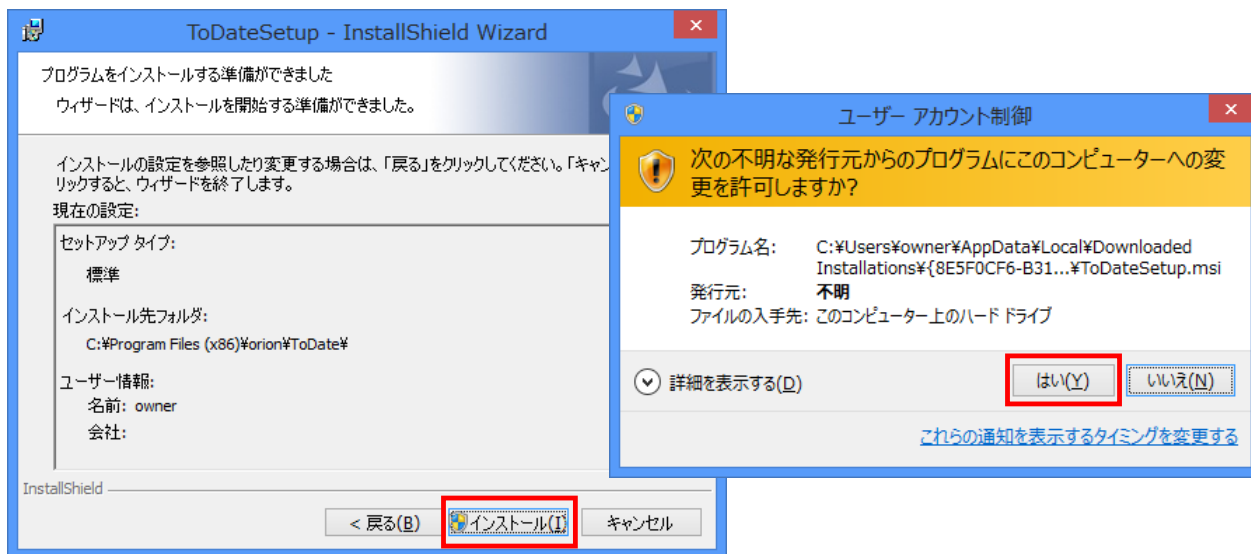 ToDateSetup - InstallShield Wizard
プログラムをインストールする準備ができました
ウィザードは、インストールを開始する準備ができました。
インストールの設定を参照したり変更する場合は、「戻る」をクリックしてください。「キャン
リックすると、ウィザードを終了します。
現在の設定:
セットアップ タイプ:
標準
インストール先フォルダ:
C:¥Program Files (x86)¥orion¥ToDate¥
ユーザー情報:
名前: owner
会社:
InstallShield
< 戻る(B)
インストール(I)
キャンセル
ユーザー アカウント制御
次の不明な発行元からのプログラムにこのコンピューターへの変
更を許可しますか?
プログラム名: C:¥Users¥owner¥AppData¥Local¥Downloaded
Installations¥{8E5F0CF6-B31...¥ToDateSetup.msi
発行元: 不明
ファイルの入手先: このコンピューター上のハード ドライブ
詳細を表示する(D)
はい(Y)
いいえ(N)
これらの通知を表示するタイミングを変更する